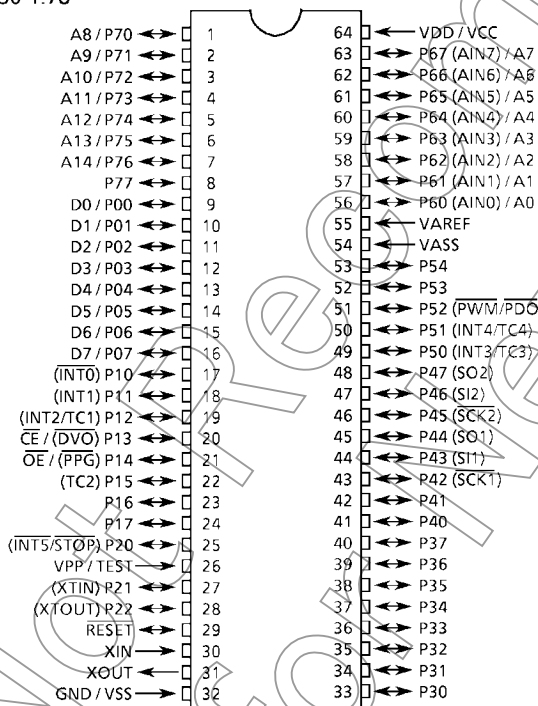 A8 / P70 1 64 VDD / VCC
A9 / P71 2 63 P67 (AIN7) / A7
A10 / P72 3 62 P66 (AIN6) / A6
A11 / P73 4 61 P65 (AIN5) / A5
A12 / P74 5 60 P64 (AIN4) / A4
A13 / P75 6 59 P63 (AIN3) / A3
A14 / P76 7 58 P62 (AIN2) / A2
P77 8 57 P61 (AIN1) / A1
D0 / P00 9 56 P60 (AIN0) / A0
D1 / P01 10 55 VAREF
D2 / P02 11 54 VASS
D3 / P03 12 53 P54
D4 / P04 13 52 P53
D5 / P05 14 51 P52 (PWM/PDO
D6 / P06 15 50 P51 (INT4/TC4)
D7 / P07 16 49 P50 (INT3/TC3)
(INT0) P10 17 48 P47 (SO2)
(INT1) P11 18 47 P46 (SI2)
(INT2/TC1) P12 19 46 P45 (SCK2)
CE / (DVO) P13 20 45 P44 (SO1)
OE / (PPG) P14 21 44 P43 (SI1)
(TC2) P15 22 43 P42 (SCK1)
P16 23 42 P41
P17 24 41 P40
(INT5/STOP) P20 25 40 P37
VPP / TEST 26 39 P36
(XTIN) P21 27 38 P35
(XTOUT) P22 28 37 P34
RESET 29 36 P33
XIN 30 35 P32
XOUT 31 34 P31
GND / VSS 32 33 P30